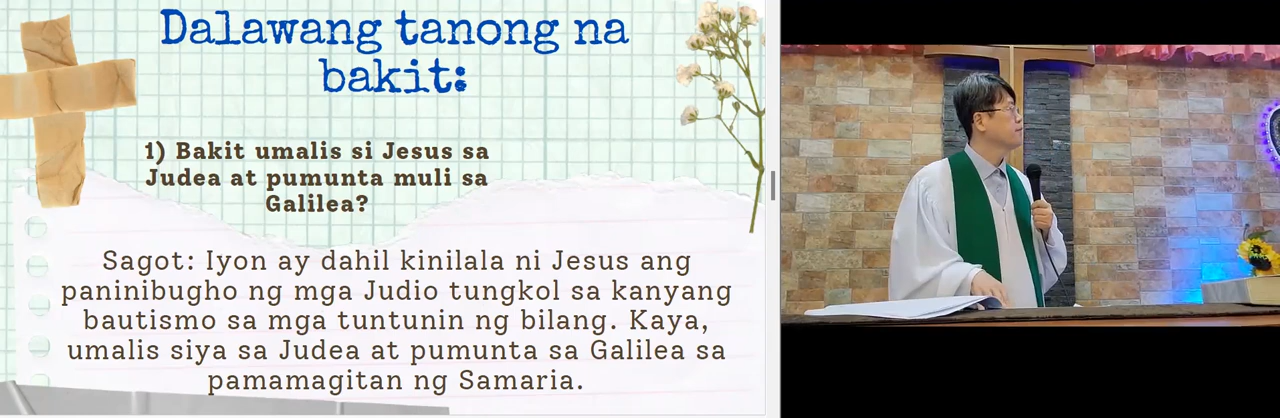 Dalawang tanong na
bakit:
1) Bakit umalis si Jesus sa
Judea at pumunta muli sa
Galilea?
Sagot: Iyon ay dahil kinilala ni Jesus ang
paninibugho ng mga Judio tungkol sa kanyang
bautismo sa mga tuntunin ng bilang. Kaya,
umalis siya sa Judea at pumunta sa Galilea sa
pamamagitan ng Samaria.